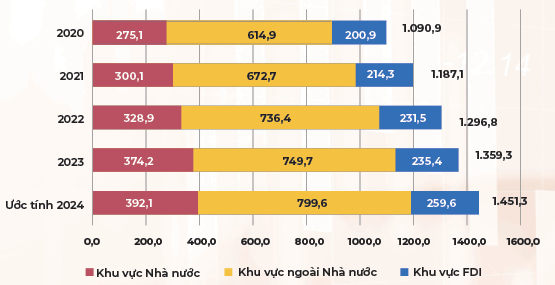 2020 275,1 614,9 200,9 1.090,9
2021 300,1 672,7 214,3 1.187,1
2022 328,9 736,4 231,5 1.296,8
2023 374,2 749,7 235,4 1.359,3
Ước tính 2024 392,1 799,6 259,6 1.451,3
0,0 200,0 400,0 600,0 800,0 1000,0 1200,0 1400,0 1600,0
Khu vực Nhà nước Khu vực ngoài Nhà nước Khu vực FDI